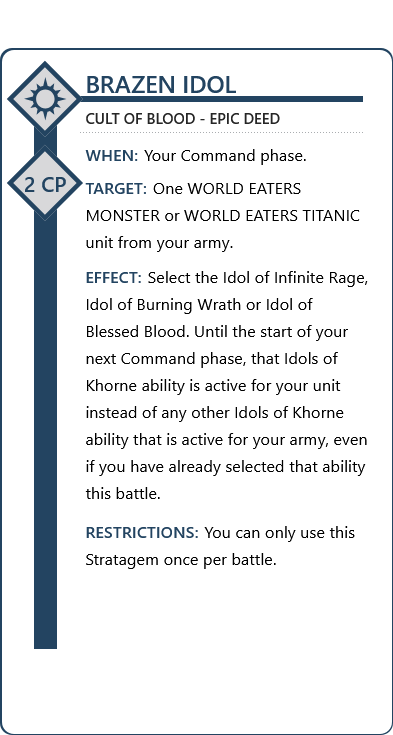 BRAZEN IDOL
CULT OF BLOOD - EPIC DEED
WHEN: Your Command phase.
2 CP
TARGET: One WORLD EATERS
MONSTER or WORLD EATERS TITANIC
unit from your army.
EFFECT: Select the Idol of Infinite Rage,
Idol of Burning Wrath or Idol of
Blessed Blood. Until the start of your
next Command phase, that Idols of
Khorne ability is active for your unit
instead of any other Idols of Khorne
ability that is active for your army, even
if you have already selected that ability
this battle.
RESTRICTIONS: You can only use this
Stratagem once per battle.